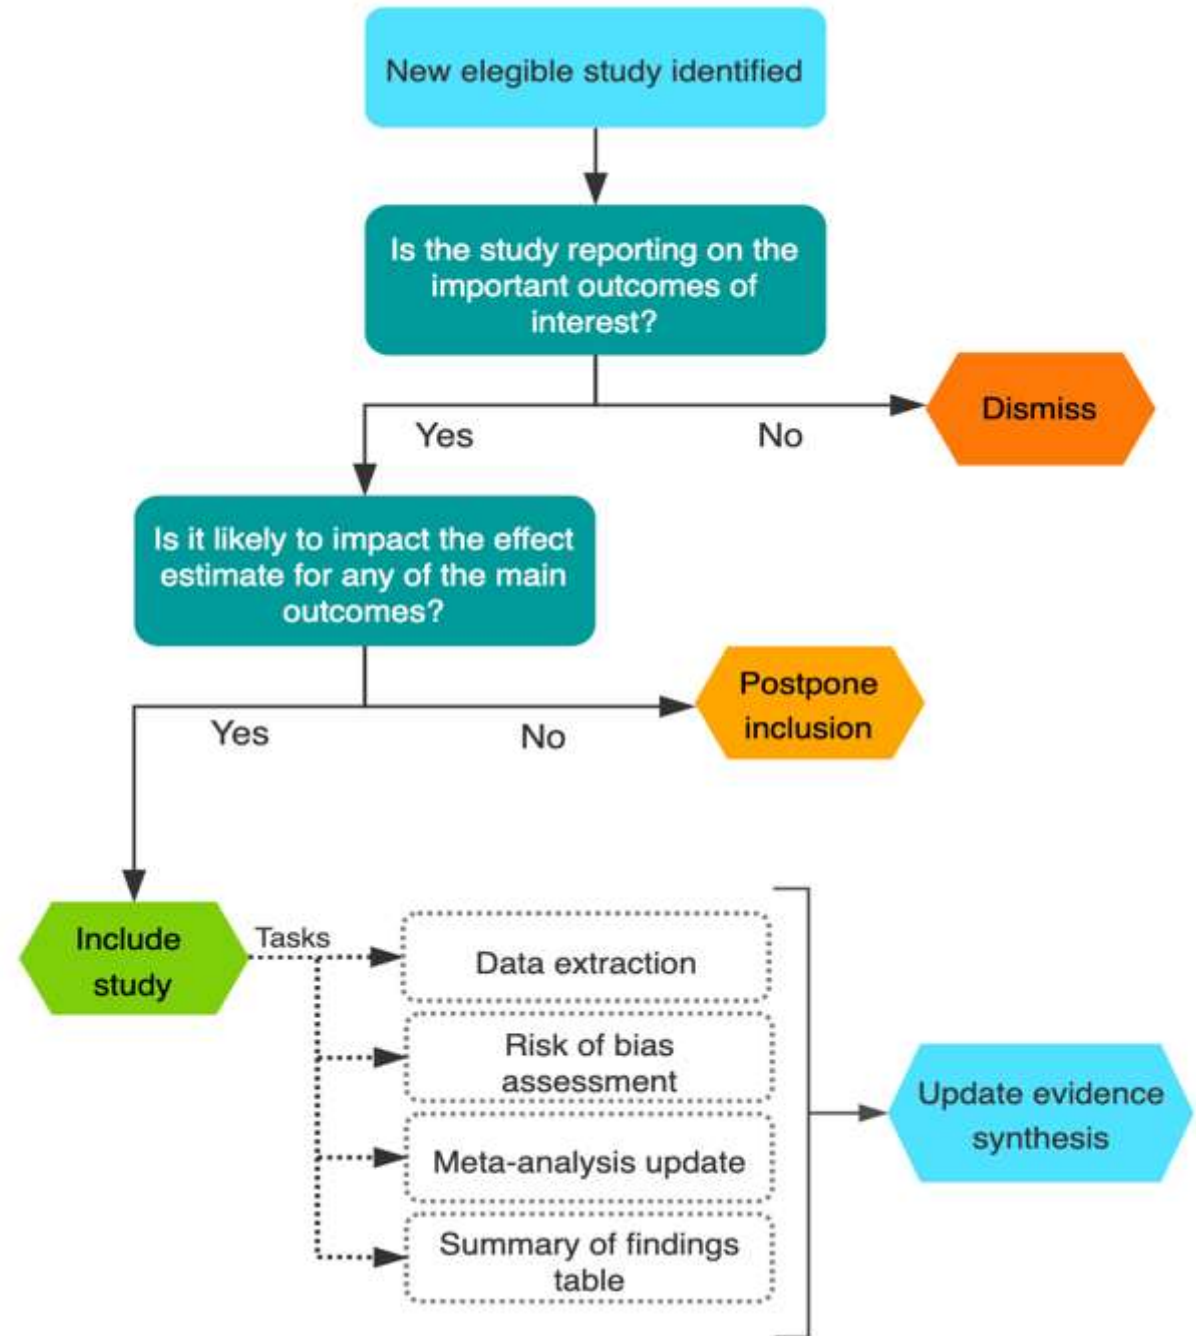 New elegible study identified
Is the study reporting on the
important outcomes of
interest?
Yes
No
Dismiss
Is it likely to impact the effect
estimate for any of the main
outcomes?
Yes
No
Postpone
inclusion
Include
study
Tasks
Data extraction
Risk of bias
assessment
Meta-analysis update
Summary of findings
table
Update evidence
synthesis